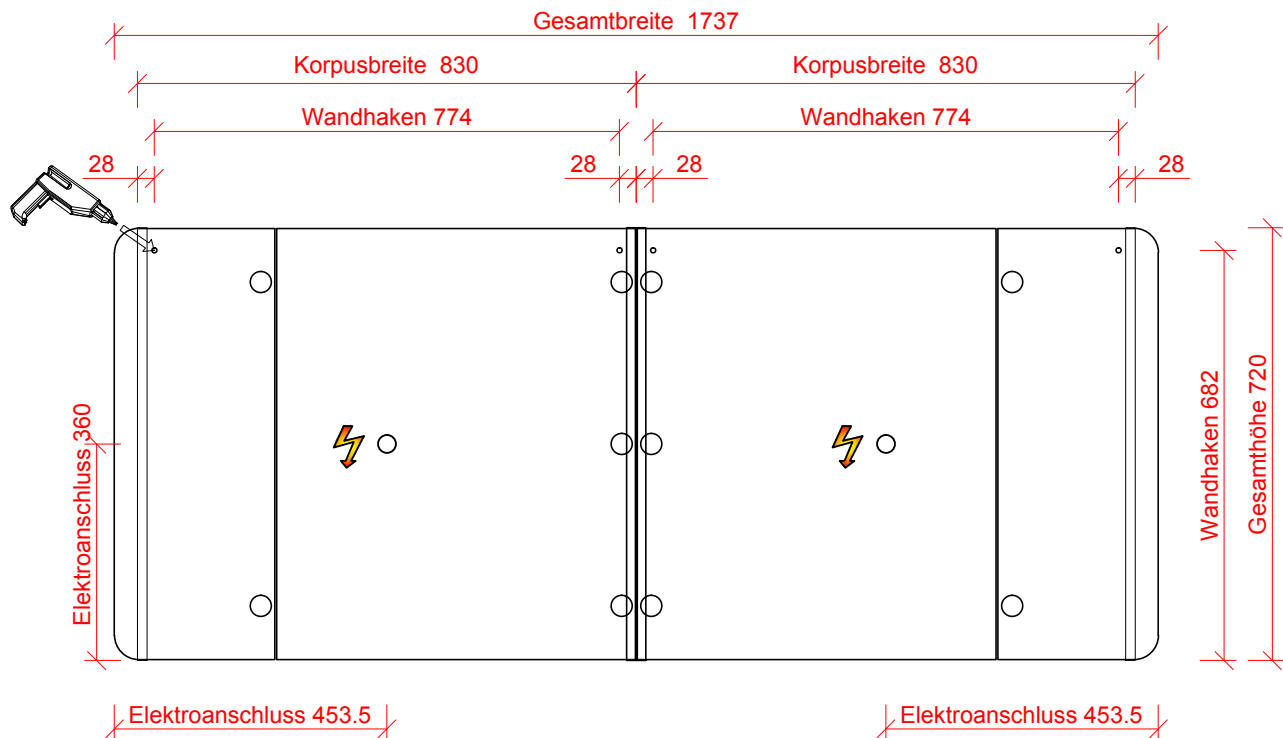 Gesamtbreite 1737
Korpusbreite 830
Korpusbreite 830
Wandhaken 774
Wandhaken 774
28
28
28
28
Elektroanschluss 360
Wandhaken 682
Gesamthöhe 720
Elektroanschluss 453.5
Elektroanschluss 453.5